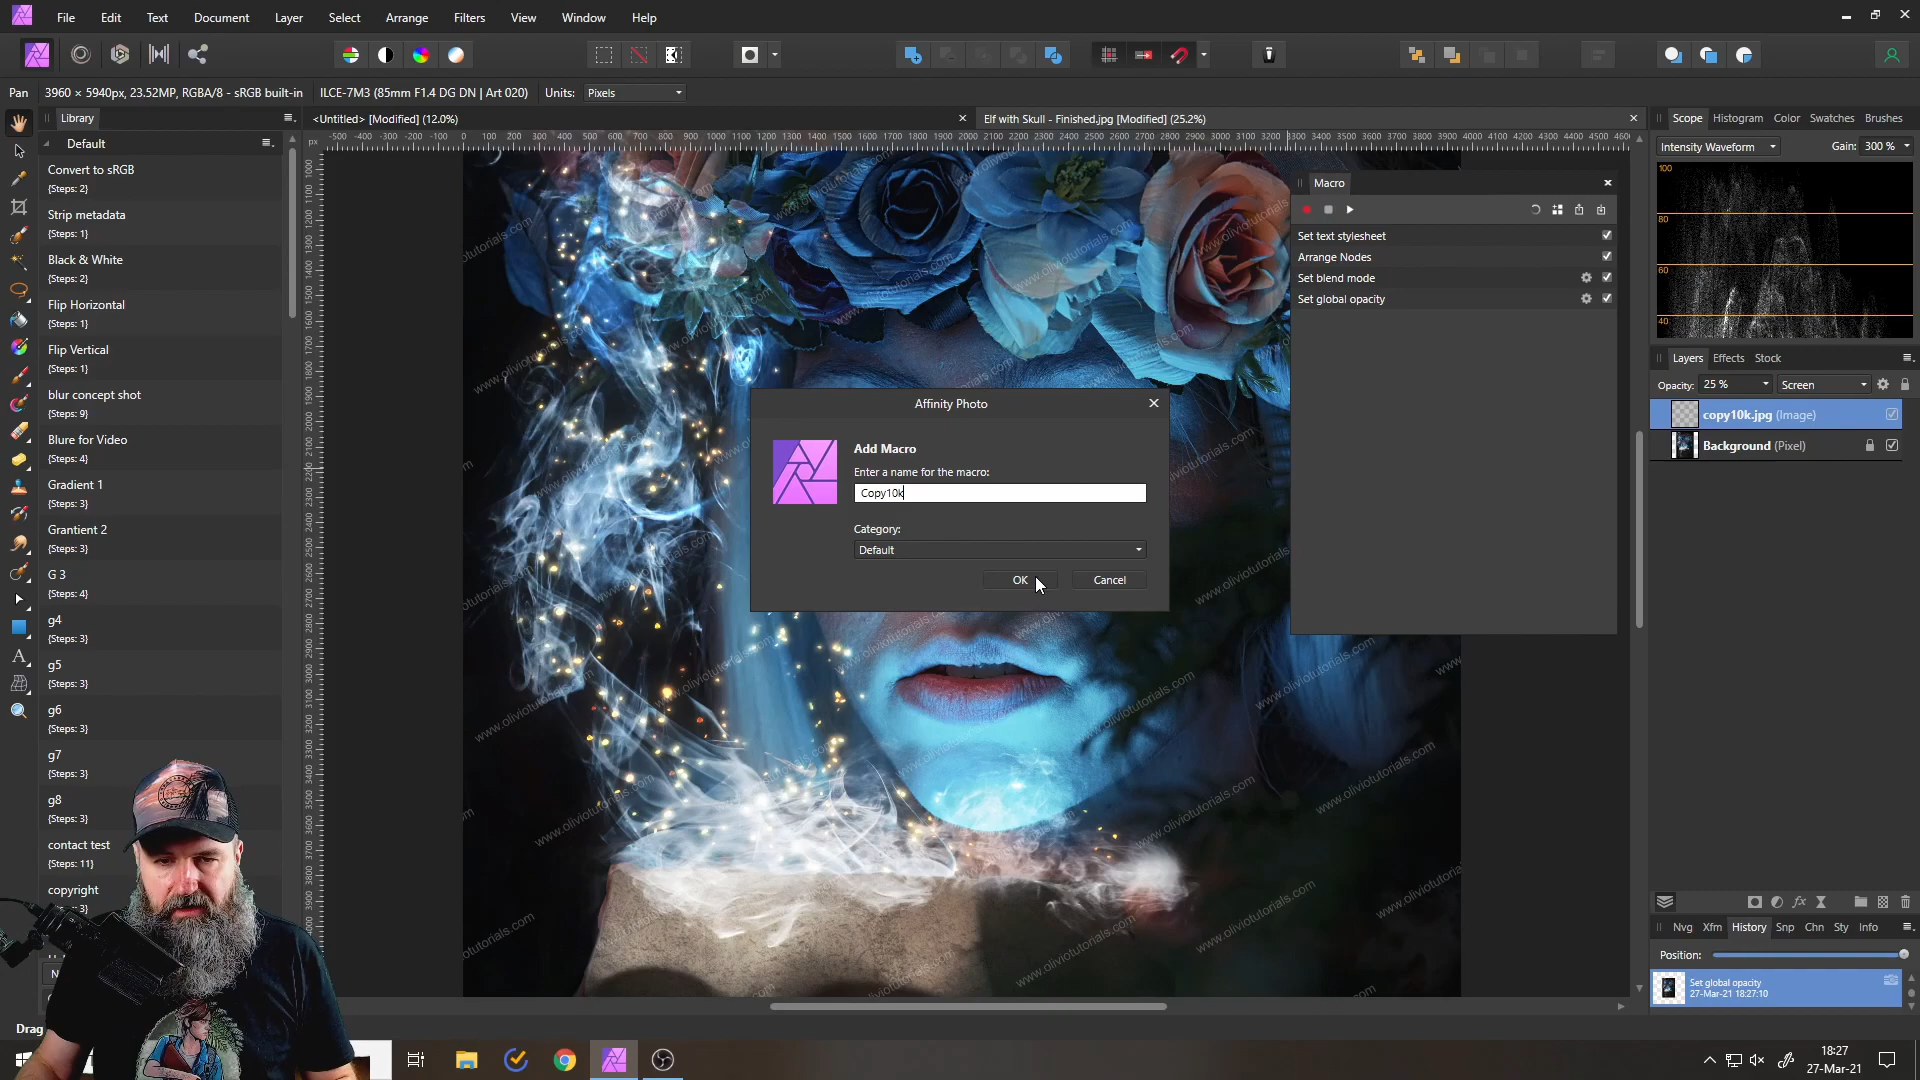 File Edit Text Document Layer Select Arrange Filters View Window Help
Pan 3960 × 5940px, 23.52MP, RGBA/8 - sRGB built-in ILCE-7M3 (85mm F1.4 DG DN | Art 020) Units: Pixels
Library
Default
Convert to sRGB
{Steps: 2}
Strip metadata
{Steps: 1}
Black & White
{Steps: 2}
Flip Horizontal
{Steps: 1}
Flip Vertical
{Steps: 1}
blur concept shot
{Steps: 9}
Blure for Video
{Steps: 4}
Gradient 1
{Steps: 3}
Grantient 2
{Steps: 3}
G 3
{Steps: 4}
g4
{Steps: 3}
g5
{Steps: 3}
g6
{Steps: 3}
g7
{Steps: 3}
g8
{Steps: 3}
contact test
{Steps: 11}
copyright
Drag
<Untitled> [Modified] (12.0%)
Elf with Skull - Finished.jpg [Modified] (25.2%)
www.oliviotutorials.com
Macro
Set text stylesheet
Arrange Nodes
Set blend mode
Set global opacity
Affinity Photo
Add Macro
Enter a name for the macro:
Copy10k
Category:
Default
OK Cancel
Scope Histogram Color Swatches Brushes
Intensity Waveform Gain: 300 %
100
80
60
40
Layers Effects Stock
Opacity: 25 % Screen
copy10k.jpg (Image)
Background (Pixel)
Nvg Xfm History Snp Chn Sty Info
Position:
Set global opacity
27-Mar-21 18:27:10
18:27
27-Mar-21